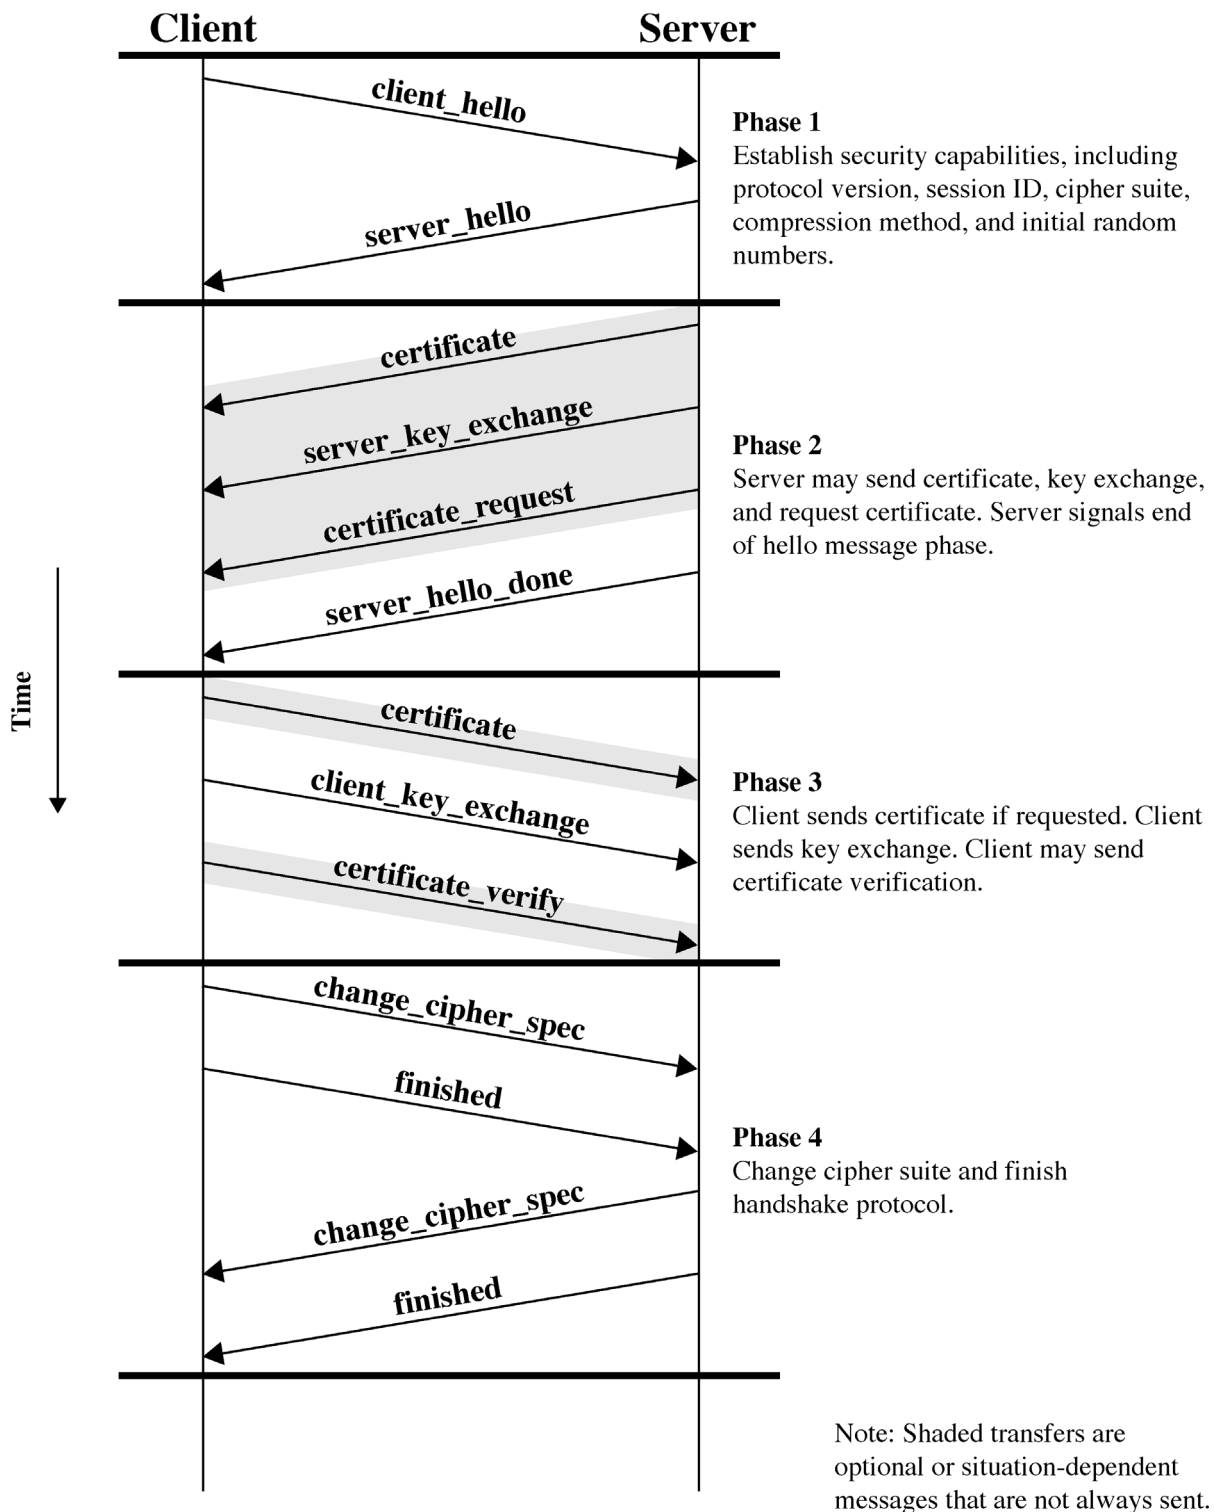 Client
Server
client_hello
server_hello
Phase 1
Establish security capabilities, including
protocol version, session ID, cipher suite,
compression method, and initial random
numbers.
certificate
server_key_exchange
certificate_request
server_hello_done
Phase 2
Server may send certificate, key exchange,
and request certificate. Server signals end
of hello message phase.
Time
certificate
client_key_exchange
certificate_verify
Phase 3
Client sends certificate if requested. Client
sends key exchange. Client may send
certificate verification.
change_cipher_spec
finished
change_cipher_spec
finished
Phase 4
Change cipher suite and finish
handshake protocol.
Note: Shaded transfers are
optional or situation-dependent
messages that are not always sent.